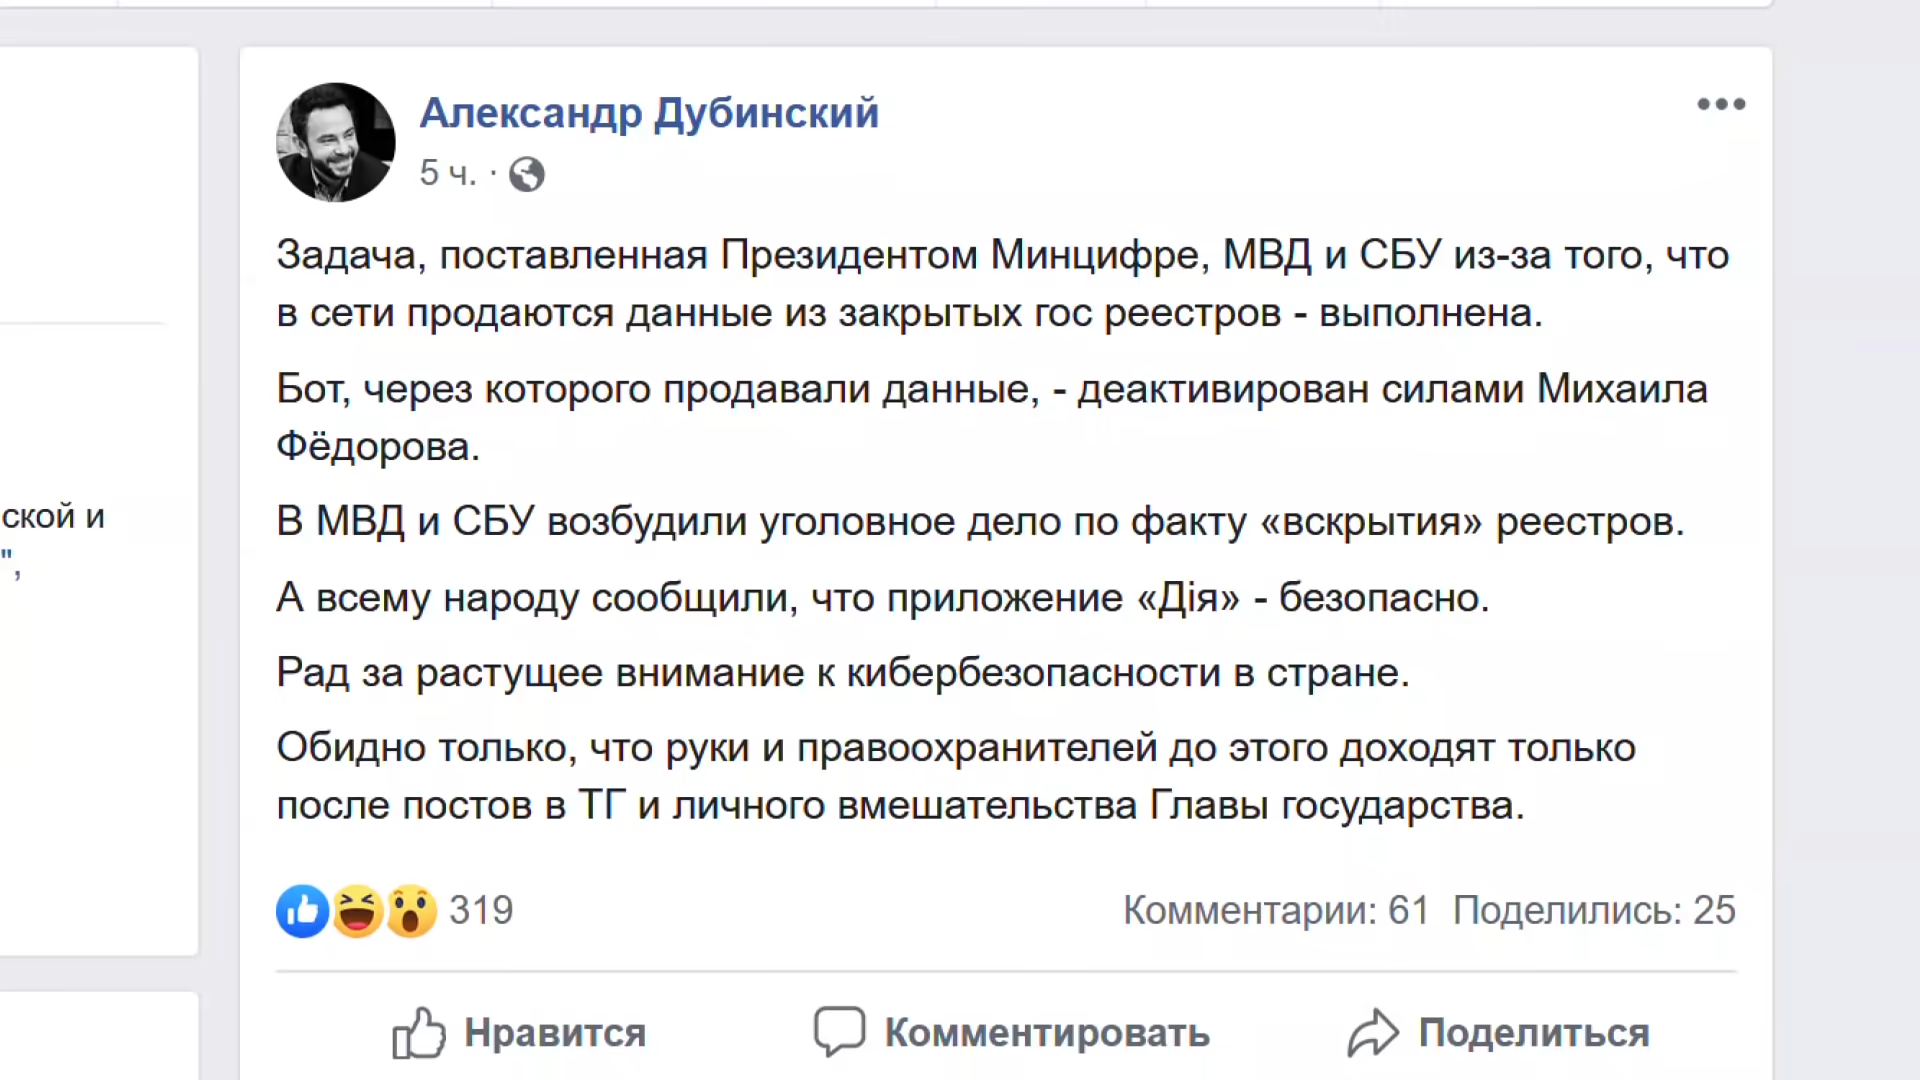 Александр Дубинский
5 ч. ·
Задача, поставленная Президентом Минцифре, МВД и СБУ из-за того, что
в сети продаются данные из закрытых гос реестров - выполнена.
Бот, через которого продавали данные, - деактивирован силами Михаила
Фёдорова.
В МВД и СБУ возбудили уголовное дело по факту «вскрытия» реестров.
А всему народу сообщили, что приложение «Дія» - безопасно.
Рад за растущее внимание к кибербезопасности в стране.
Обидно только, что руки и правоохранителей до этого доходят только
после постов в ТГ и личного вмешательства Главы государства.
319 Комментарии: 61 Поделились: 25
Нравится Комментировать Поделиться
ской и
",